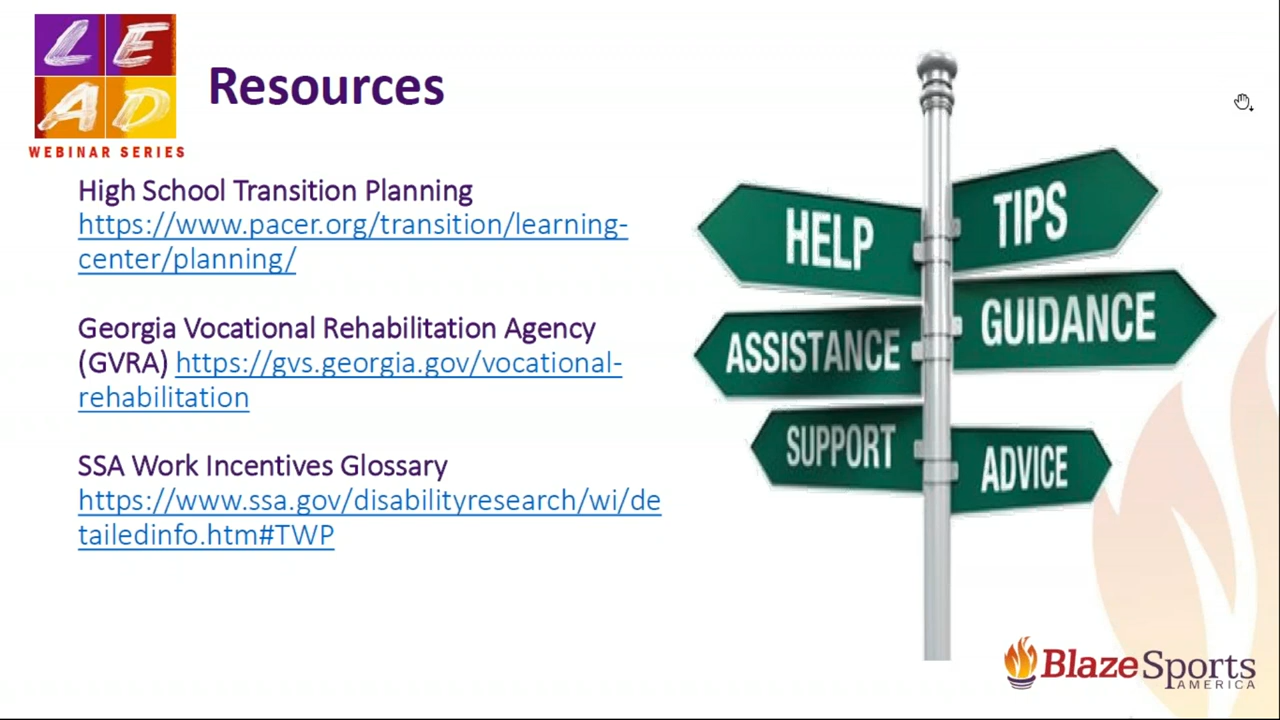 LEAD
WEBINAR SERIES
Resources
High School Transition Planning
https://www.pacer.org/transition/learning-
center/planning/
Georgia Vocational Rehabilitation Agency
(GVRA) https://gvs.georgia.gov/vocational-
rehabilitation
SSA Work Incentives Glossary
https://www.ssa.gov/disabilityresearch/wi/de
tailedinfo.htm#TWP
HELP
TIPS
ASSISTANCE
GUIDANCE
SUPPORT
ADVICE
BlazeSports
AMERICA